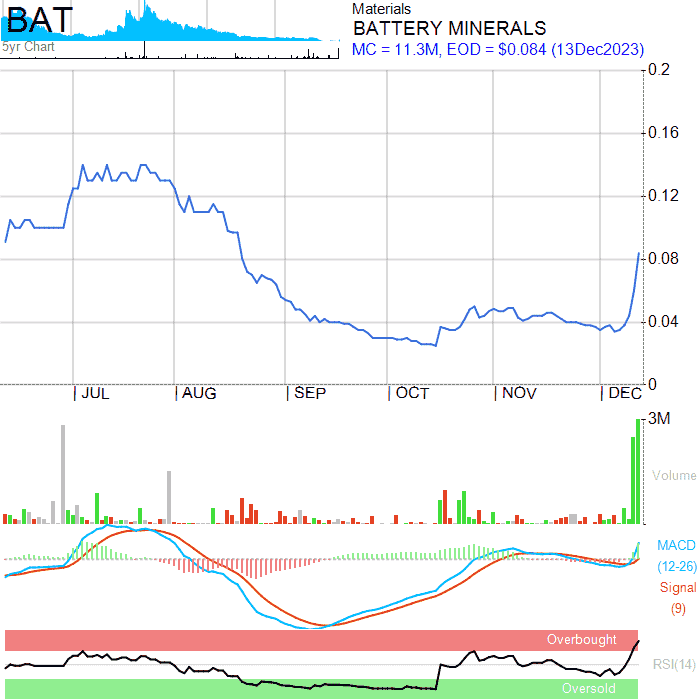 BAT
5yr Chart
Materials
BATTERY MINERALS
MC = 11.3M, EOD = $0.084 (13Dec2023)
0.2
0.16
0.12
0.08
0.04
0
JUL
AUG
SEP
OCT
NOV
DEC
3M
Volume
MACD
(12-26)
Signal
(9)
Overbought
RSI(14)
Oversold